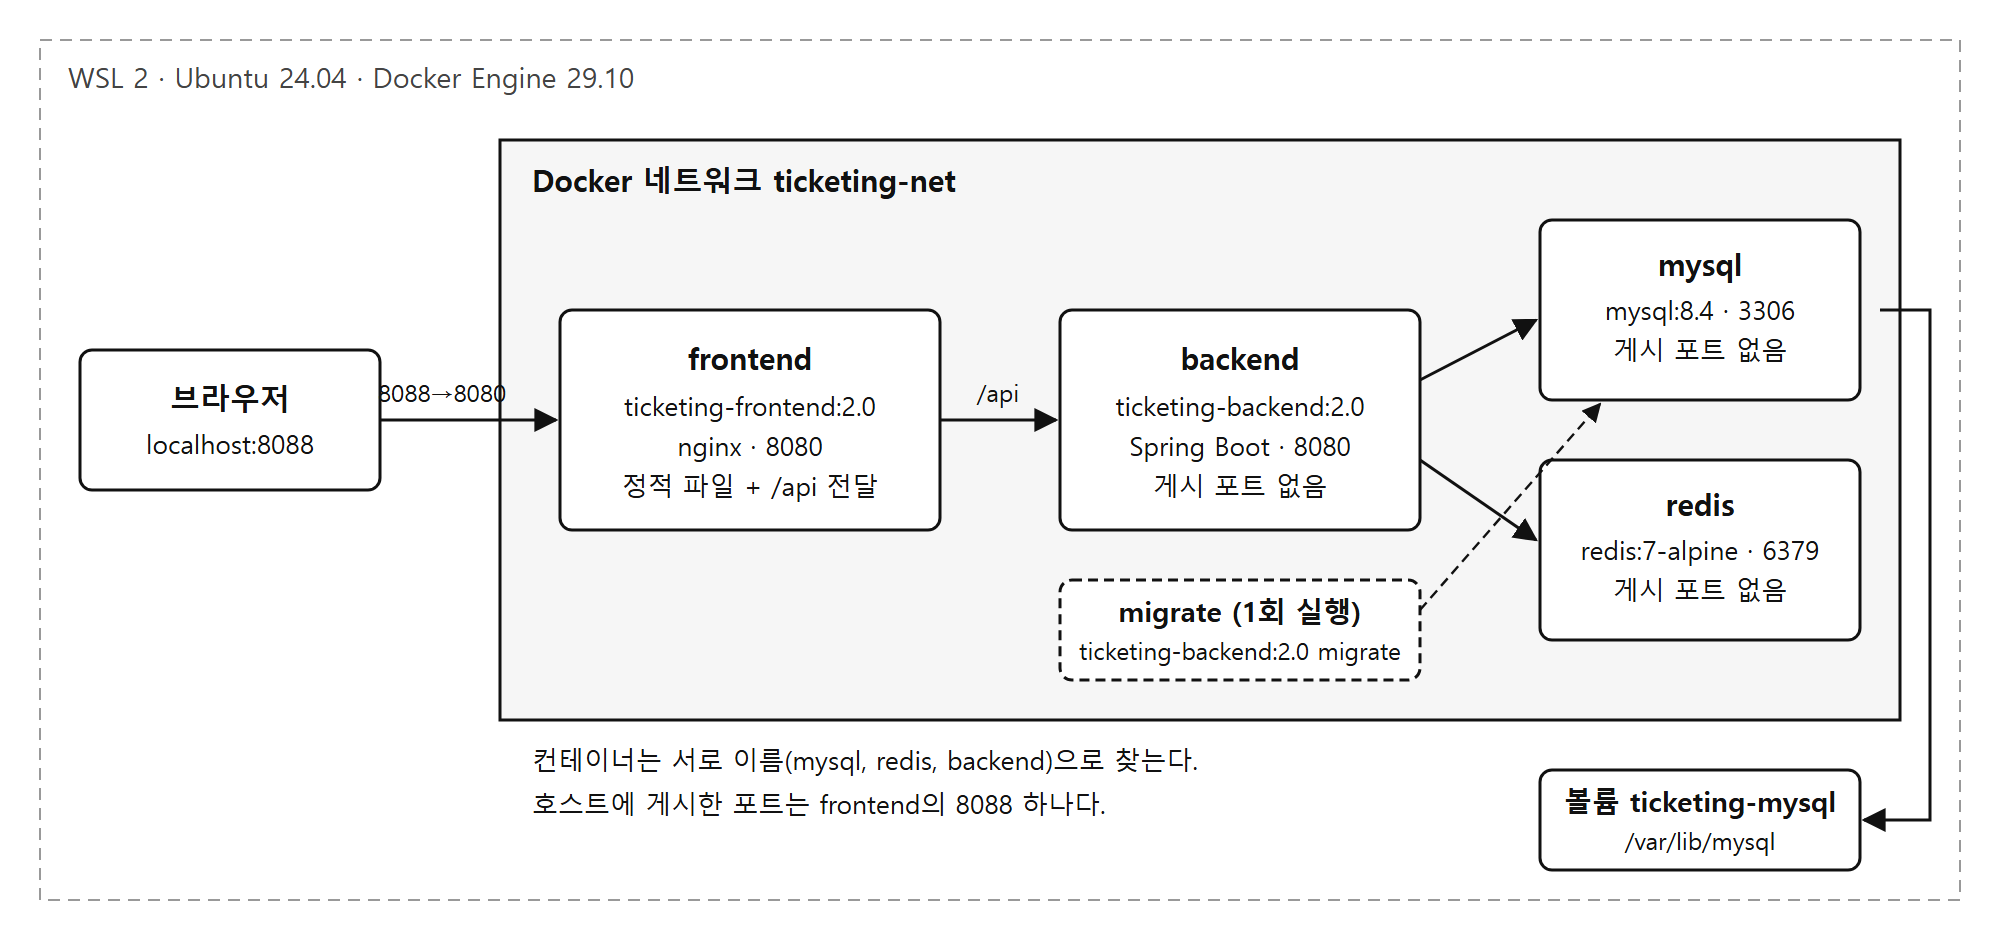 WSL 2 · Ubuntu 24.04 · Docker Engine 29.10
Docker 네트워크 ticketing-net
브라우저
localhost:8088
8088→8080
frontend
ticketing-frontend:2.0
nginx · 8080
정적 파일 + /api 전달
/api
backend
ticketing-backend:2.0
Spring Boot · 8080
게시 포트 없음
mysql
mysql:8.4 · 3306
게시 포트 없음
redis
redis:7-alpine · 6379
게시 포트 없음
migrate (1회 실행)
ticketing-backend:2.0 migrate
컨테이너는 서로 이름(mysql, redis, backend)으로 찾는다.
호스트에 게시한 포트는 frontend의 8088 하나다.
볼륨 ticketing-mysql
/var/lib/mysql